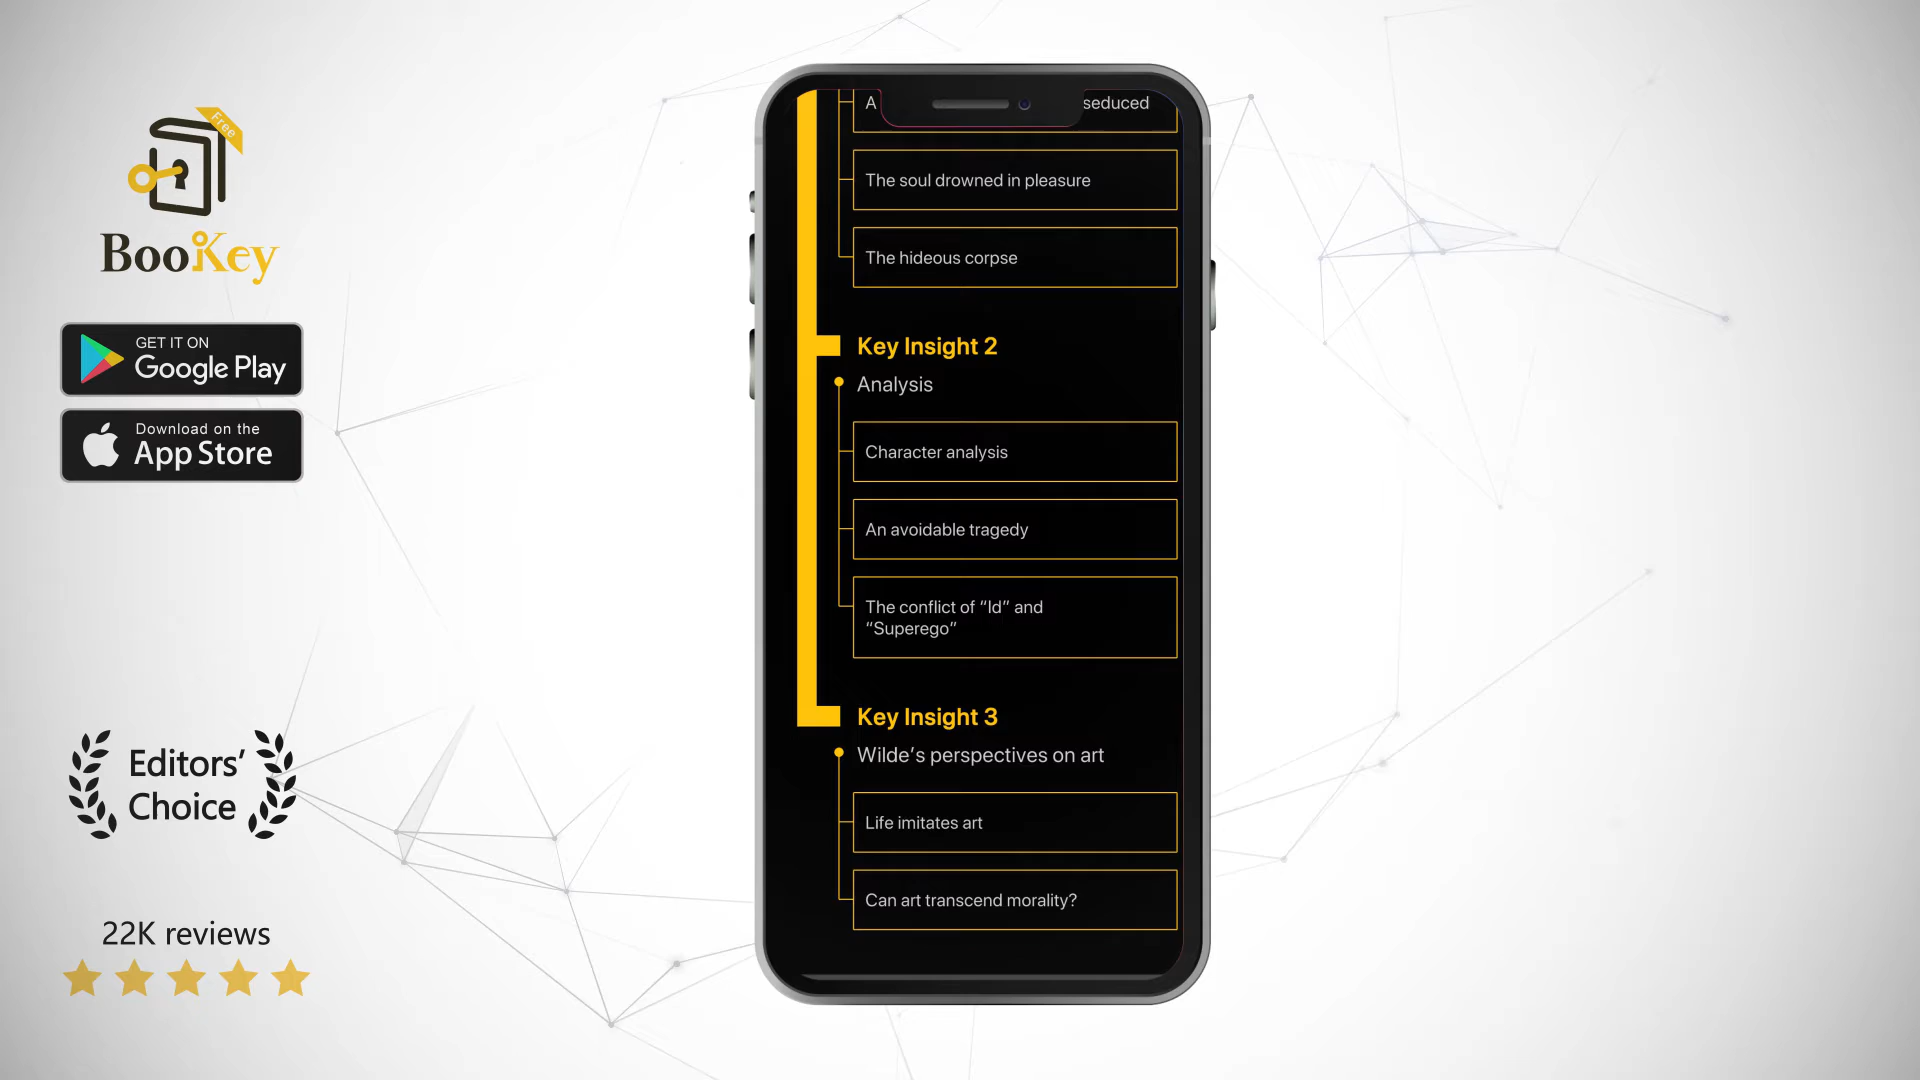 Free
BooKey
GET IT ON
Google Play
Download on the
App Store
Editors’
Choice
22K reviews
A seduced
The soul drowned in pleasure
The hideous corpse
Key Insight 2
Analysis
Character analysis
An avoidable tragedy
The conflict of “Id” and
“Superego”
Key Insight 3
Wilde’s perspectives on art
Life imitates art
Can art transcend morality?